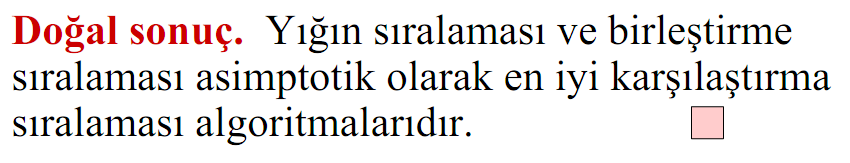 Doğal sonuç. Yığın sıralaması ve birleştirme
sıralaması asimptotik olarak en iyi karşılaştırma
sıralaması algoritmalarıdır.